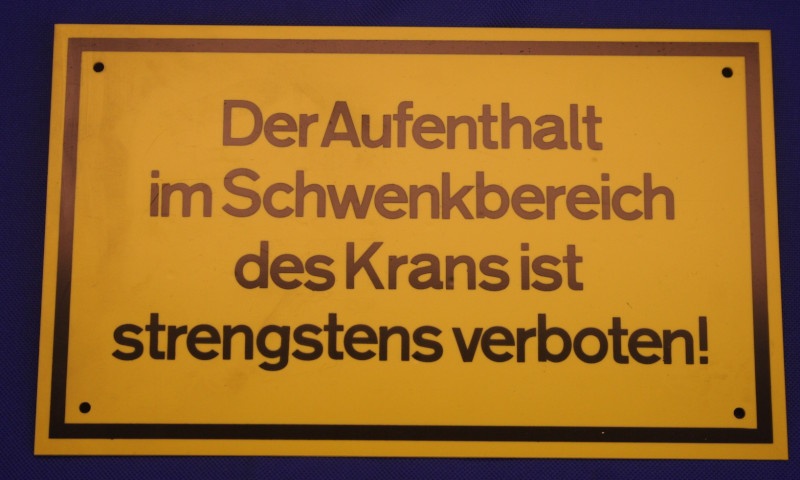 Der Aufenthalt
im Schwenkbereich
des Krans ist
strengstens verboten!